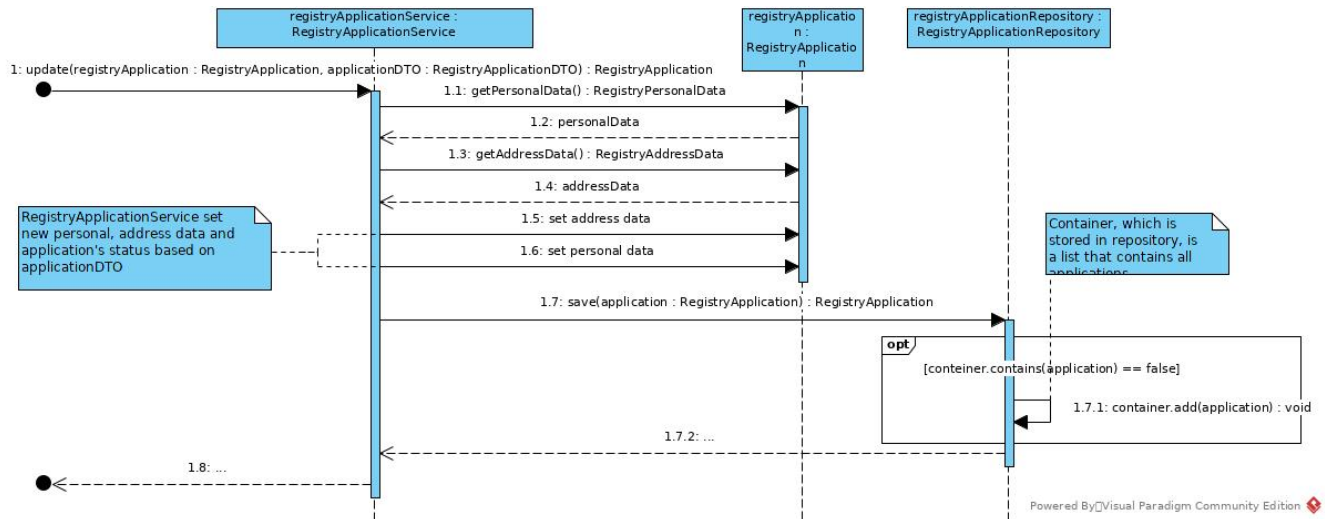 registryApplicationService :
RegistryApplicationService
registryApplicatio
n :
RegistryApplicatio
n
registryApplicationRepository :
RegistryApplicationRepository
1: update(registryApplication : RegistryApplication, applicationDTO : RegistryApplicationDTO) : RegistryApplication
1.1: getPersonalData() : RegistryPersonalData
1.2: personalData
1.3: getAddressData() : RegistryAddressData
1.4: addressData
RegistryApplicationService set
new personal, address data and
application's status based on
applicationDTO
1.5: set address data
1.6: set personal data
Container, which is
stored in repository, is
a list that contains all
applications
1.7: save(application : RegistryApplication) : RegistryApplication
opt
[conteiner.contains(application) == false]
1.7.1: container.add(application) : void
1.7.2: ...
1.8: ...
Powered By Visual Paradigm Community Edition